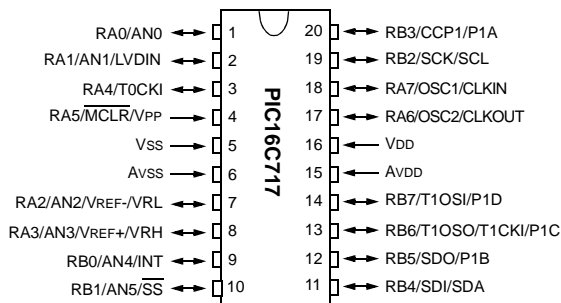 RA0/AN0 1 20 RB3/CCP1/P1A
RA1/AN1/LVDIN 2 19 RB2/SCK/SCL
RA4/T0CKI 3 18 RA7/OSC1/CLKIN
RA5/MCLR/VPP 4 17 RA6/OSC2/CLKOUT
VSS 5 16 VDD
AVSS 6 15 AVDD
RA2/AN2/VREF-/VRL 7 14 RB7/T1OSI/P1D
RA3/AN3/VREF+/VRH 8 13 RB6/T1OSO/T1CKI/P1C
RB0/AN4/INT 9 12 RB5/SDO/P1B
RB1/AN5/SS 10 11 RB4/SDI/SDA
PIC16C717